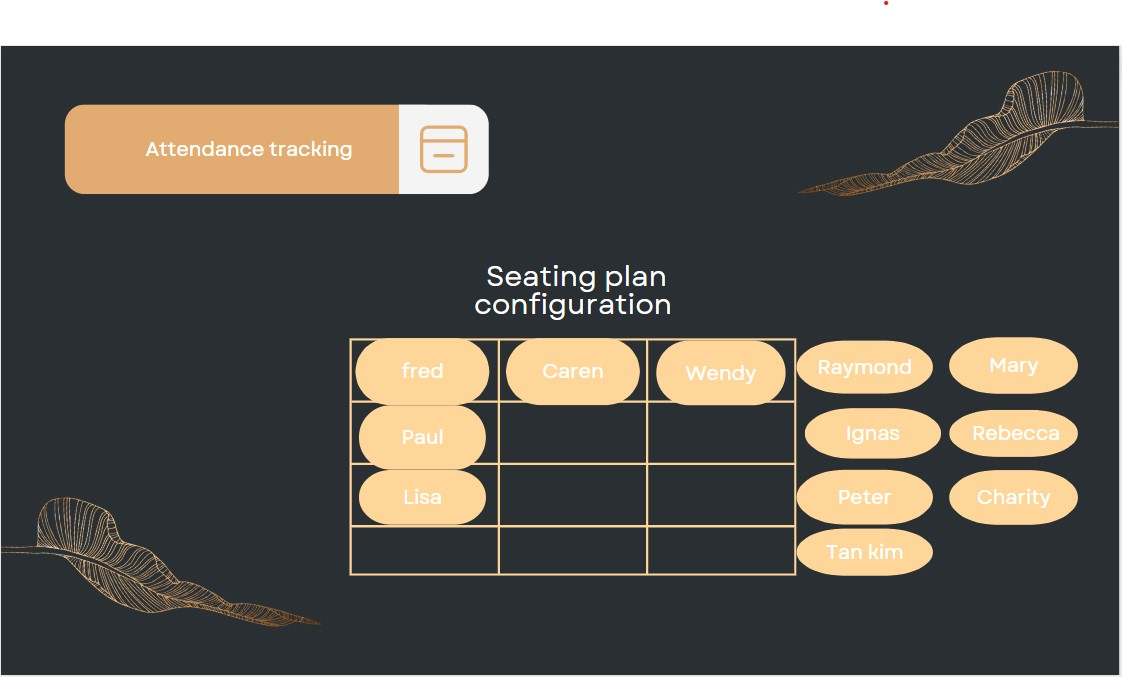 Attendance tracking
Seating plan
configuration
fred Caren Wendy Raymond Mary
Paul Ignas Rebecca
Lisa Peter Charity
Tan kim